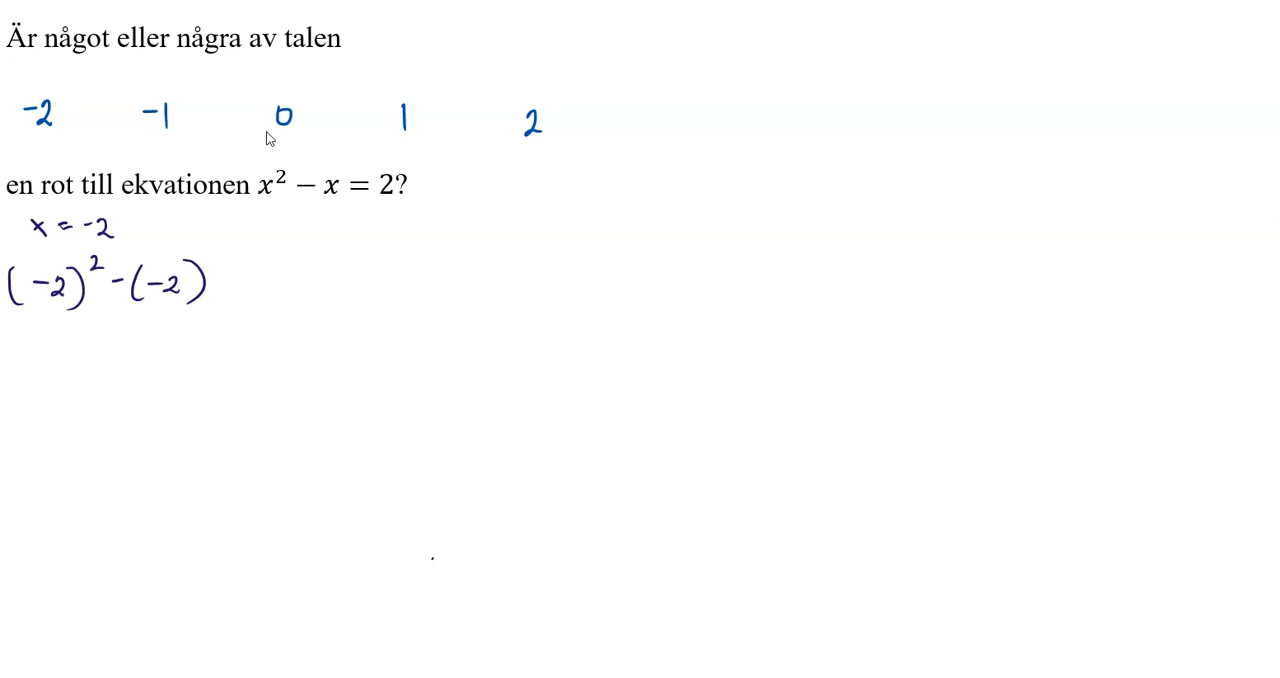 Är något eller några av talen
-2 -1 0 1 2
en rot till ekvationen x² − x = 2?
x = -2
(-2)² - (-2)